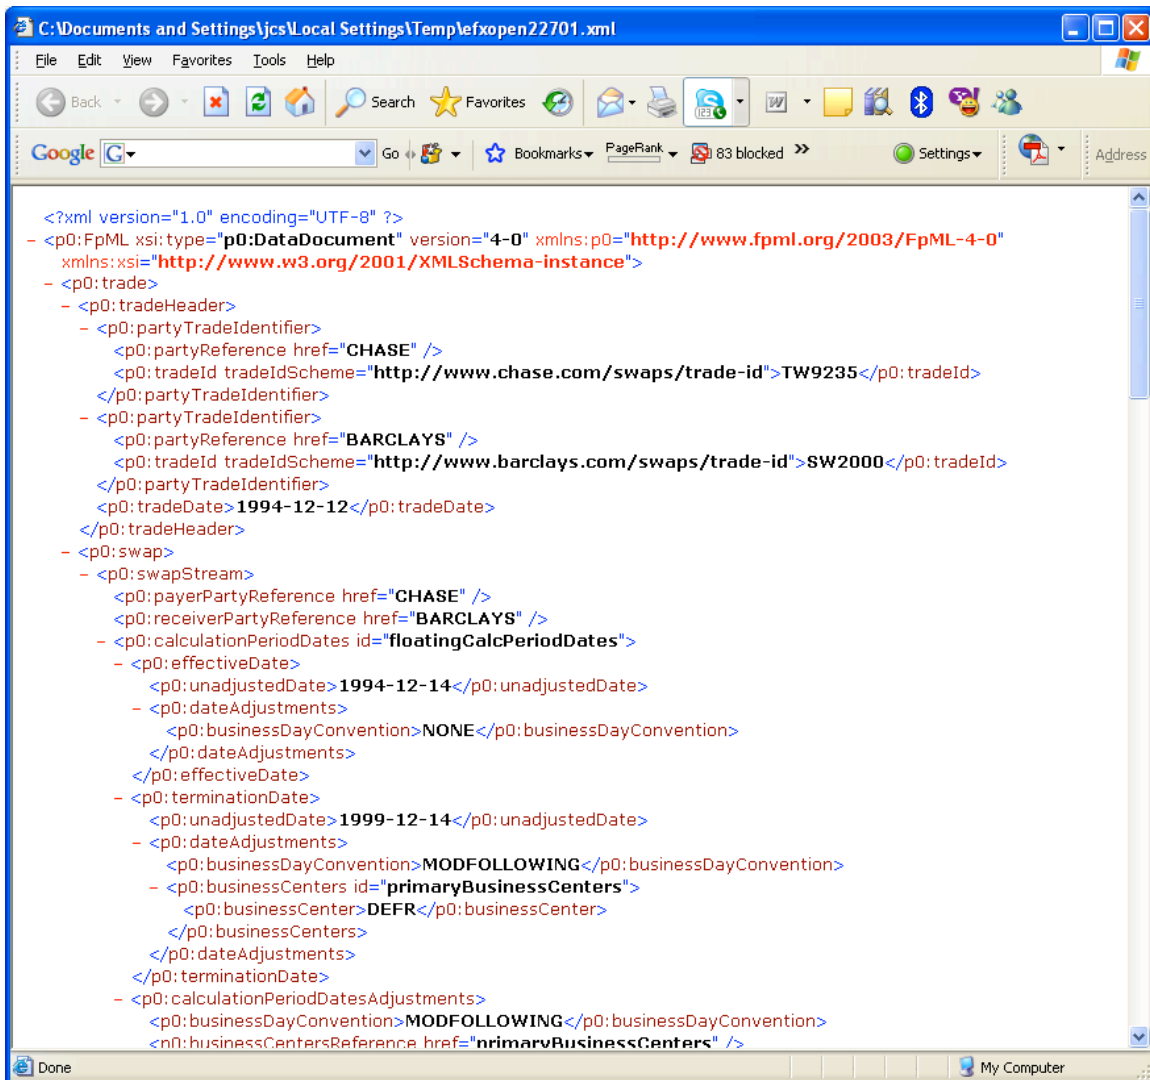 C:\Documents and Settings\jcs\Local Settings\Temp\efxopen22701.xml
File Edit View Favorites Tools Help
Back Search Favorites 123 W
Google G Go Bookmarks PageRank 83 blocked » Settings Address
<?xml version="1.0" encoding="UTF-8" ?>
- <p0:FpML xsi:type="p0:DataDocument" version="4-0" xmlns:p0="http://www.fpml.org/2003/FpML-4-0"
xmlns:xsi="http://www.w3.org/2001/XMLSchema-instance">
- <p0:trade>
- <p0:tradeHeader>
- <p0:partyTradeIdentifier>
<p0:partyReference href="CHASE" />
<p0:tradeId tradeIdScheme="http://www.chase.com/swaps/trade-id">TW9235</p0:tradeId>
</p0:partyTradeIdentifier>
- <p0:partyTradeIdentifier>
<p0:partyReference href="BARCLAYS" />
<p0:tradeId tradeIdScheme="http://www.barclays.com/swaps/trade-id">SW2000</p0:tradeId>
</p0:partyTradeIdentifier>
<p0:tradeDate>1994-12-12</p0:tradeDate>
</p0:tradeHeader>
- <p0:swap>
- <p0:swapStream>
<p0:payerPartyReference href="CHASE" />
<p0:receiverPartyReference href="BARCLAYS" />
- <p0:calculationPeriodDates id="floatingCalcPeriodDates">
- <p0:effectiveDate>
<p0:unadjustedDate>1994-12-14</p0:unadjustedDate>
- <p0:dateAdjustments>
<p0:businessDayConvention>NONE</p0:businessDayConvention>
</p0:dateAdjustments>
</p0:effectiveDate>
- <p0:terminationDate>
<p0:unadjustedDate>1999-12-14</p0:unadjustedDate>
- <p0:dateAdjustments>
<p0:businessDayConvention>MODFOLLOWING</p0:businessDayConvention>
- <p0:businessCenters id="primaryBusinessCenters">
<p0:businessCenter>DEFR</p0:businessCenter>
</p0:businessCenters>
</p0:dateAdjustments>
</p0:terminationDate>
- <p0:calculationPeriodDatesAdjustments>
<p0:businessDayConvention>MODFOLLOWING</p0:businessDayConvention>
<p0:businessCentersReference href="primaryBusinessCenters" />
Done My Computer